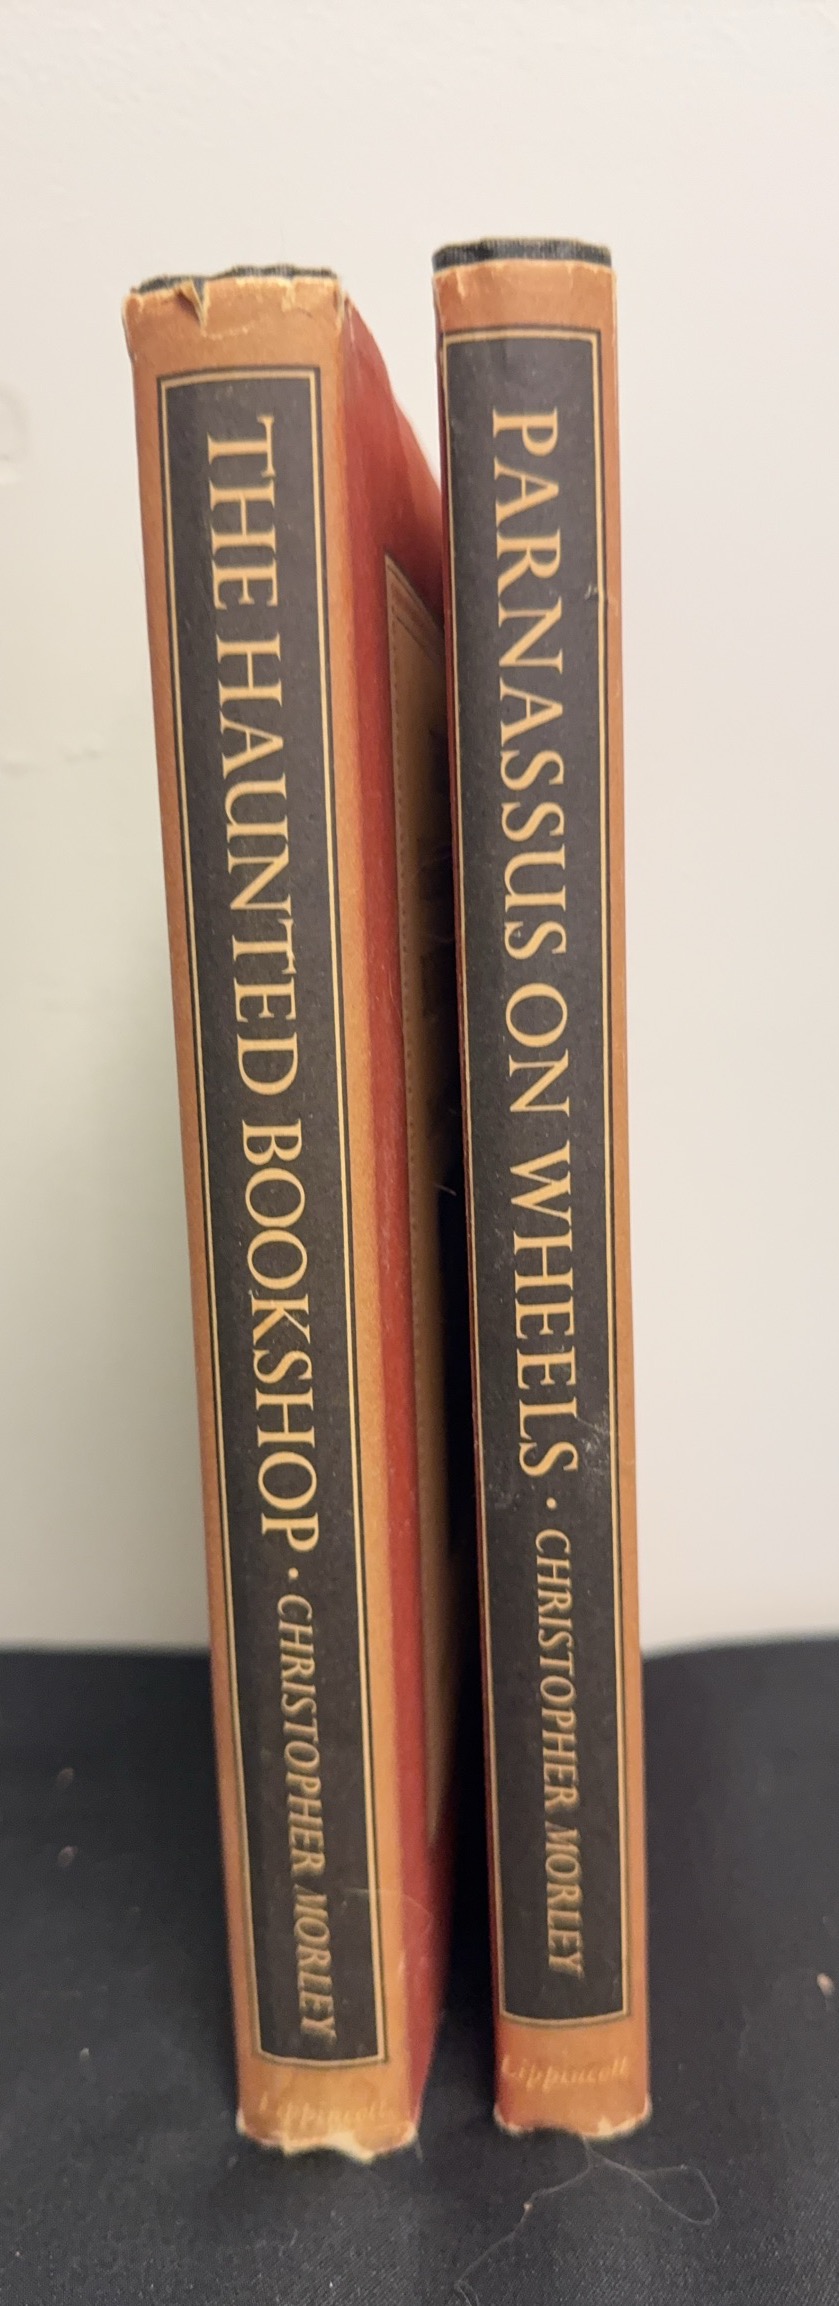 THE HAUNTED BOOKSHOP · CHRISTOPHER MORLEY
Lippincott
PARNASSUS ON WHEELS · CHRISTOPHER MORLEY
Lippincott